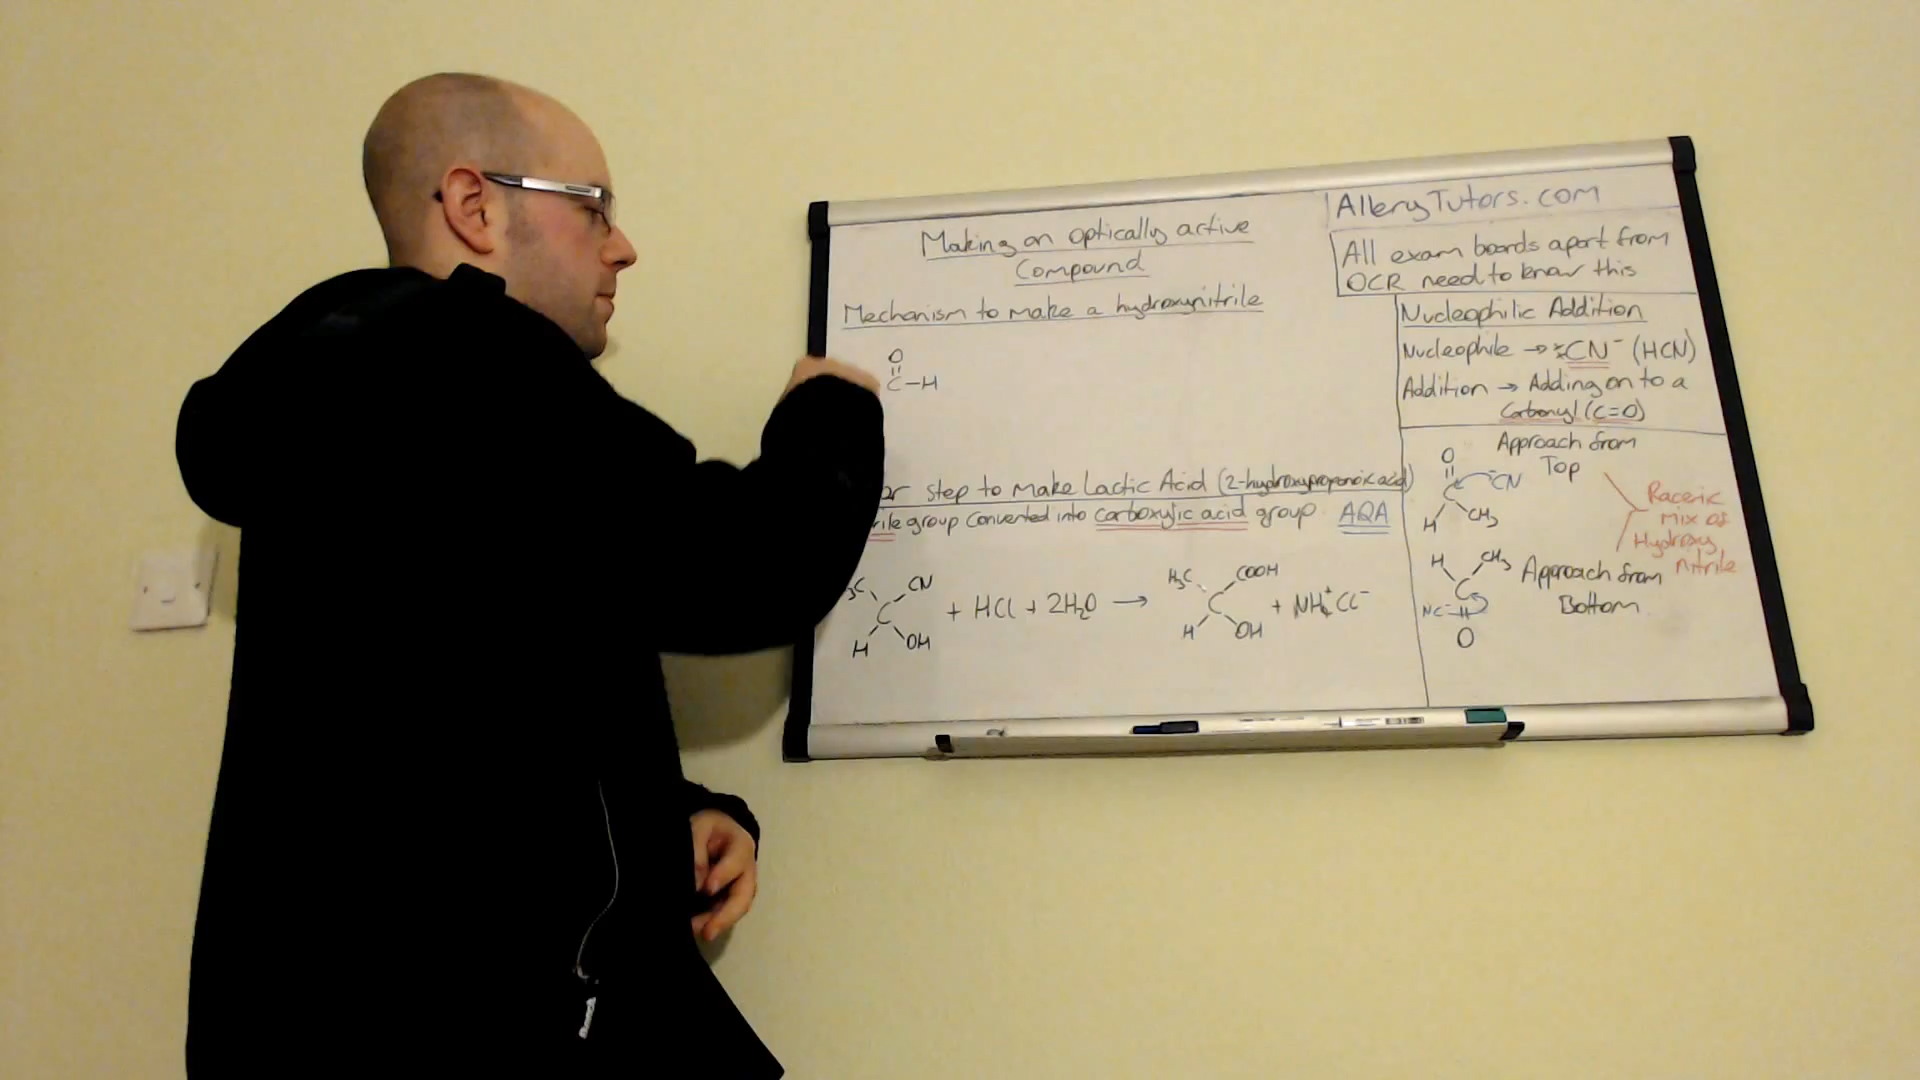 Making an optically active
Compound
Mechanism to make a hydroxynitrile
O
C-H
step to make Lactic Acid (2-hydroxypropanoic acid)
group converted into carboxylic acid group AQA
CN
H
OH
+ HCl + 2H₂O →
H₃C
COOH
C
H
OH
+ NH₄⁺Cl⁻
AlleryTutors.com
All exam boards apart from
OCR need to know this
Nucleophilic Addition
Nucleophile → :CN⁻ (HCN)
Addition → Adding on to a
Carbonyl (C=O)
Approach from
Top
O
C
⁻CN
H
CH₃
Racemic
mix of
Hydroxy
nitrile
H
CH₃
C
NC⁻
O
Approach from
Bottom
Bench